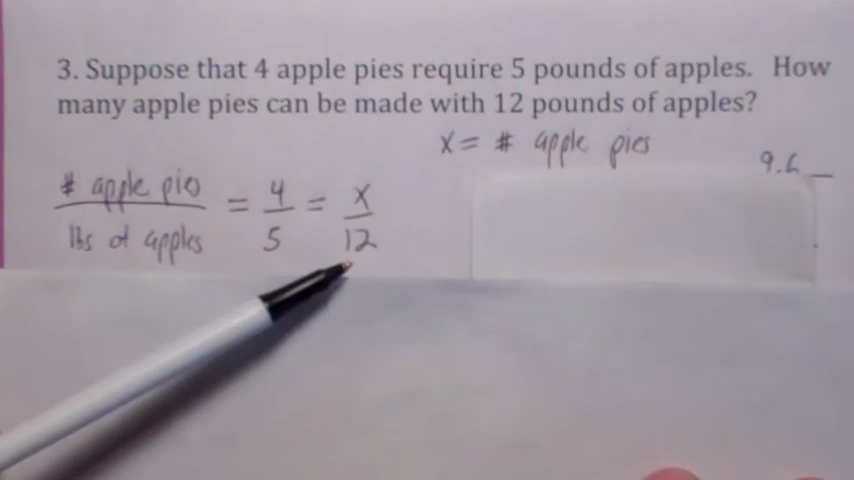 3. Suppose that 4 apple pies require 5 pounds of apples. How
many apple pies can be made with 12 pounds of apples?
x = # apple pies
9.6
# apple pies / lbs of apples = 4/5 = x/12